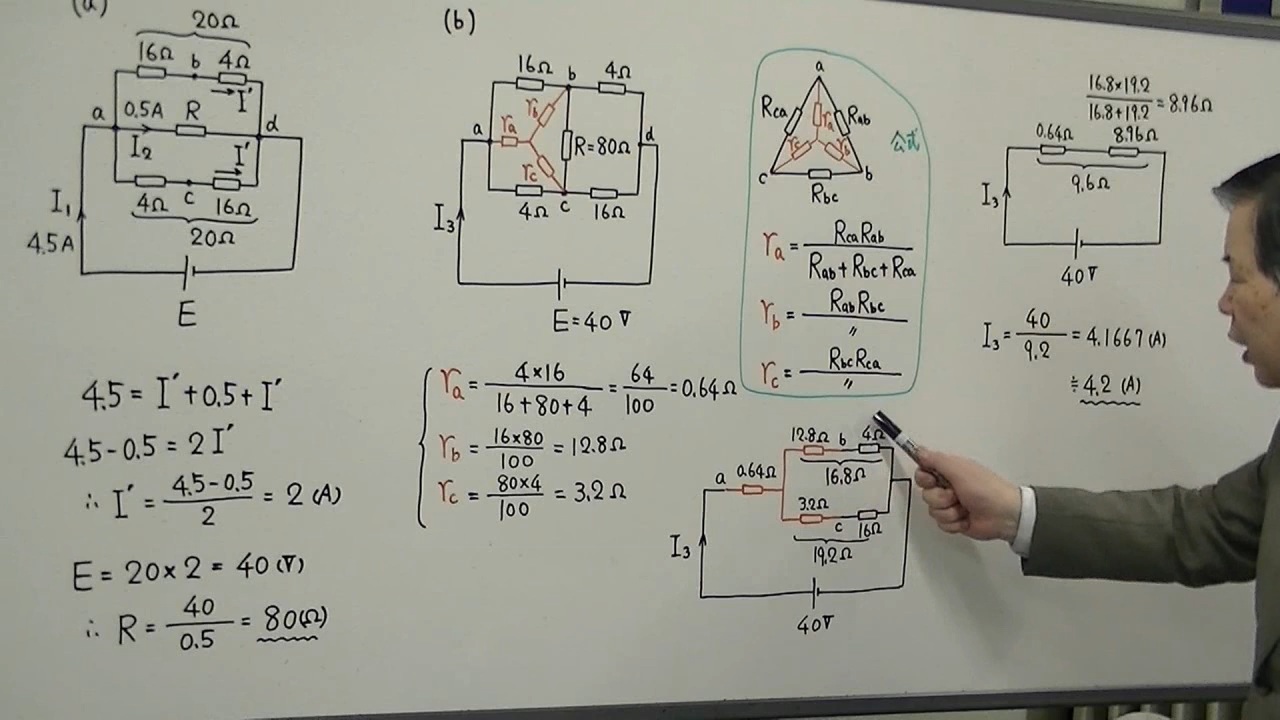 (a)
20Ω
16Ω b 4Ω
I′
a 0.5A R d
I₂ I′
4Ω c 16Ω
20Ω
I₁
4.5A
E
4.5 = I′ + 0.5 + I′
4.5 - 0.5 = 2 I′
∴ I′ = (4.5 - 0.5)/2 = 2 (A)
E = 20 × 2 = 40 (V)
∴ R = 40/0.5 = 80 (Ω)
(b)
16Ω b 4Ω
a ra rb rc R=80Ω d
4Ω c 16Ω
I₃
E=40 V
ra = (4×16)/(16+80+4) = 64/100 = 0.64Ω
rb = (16×80)/100 = 12.8Ω
rc = (80×4)/100 = 3.2Ω
a
Rca Rab
ra rb rc
c b
Rbc
公式
ra = RcaRab/(Rab+Rbc+Rca)
rb = RabRbc/〃
rc = RbcRca/〃
12.8Ω b 4Ω
a 0.64Ω 16.8Ω
3.2Ω c 16Ω
I₃ 19.2Ω
40V
(16.8×19.2)/(16.8+19.2) = 8.96Ω
0.64Ω 8.96Ω
I₃ 9.6Ω
40V
I₃ = 40/9.2 = 4.1667 (A)
≒ 4.2 (A)